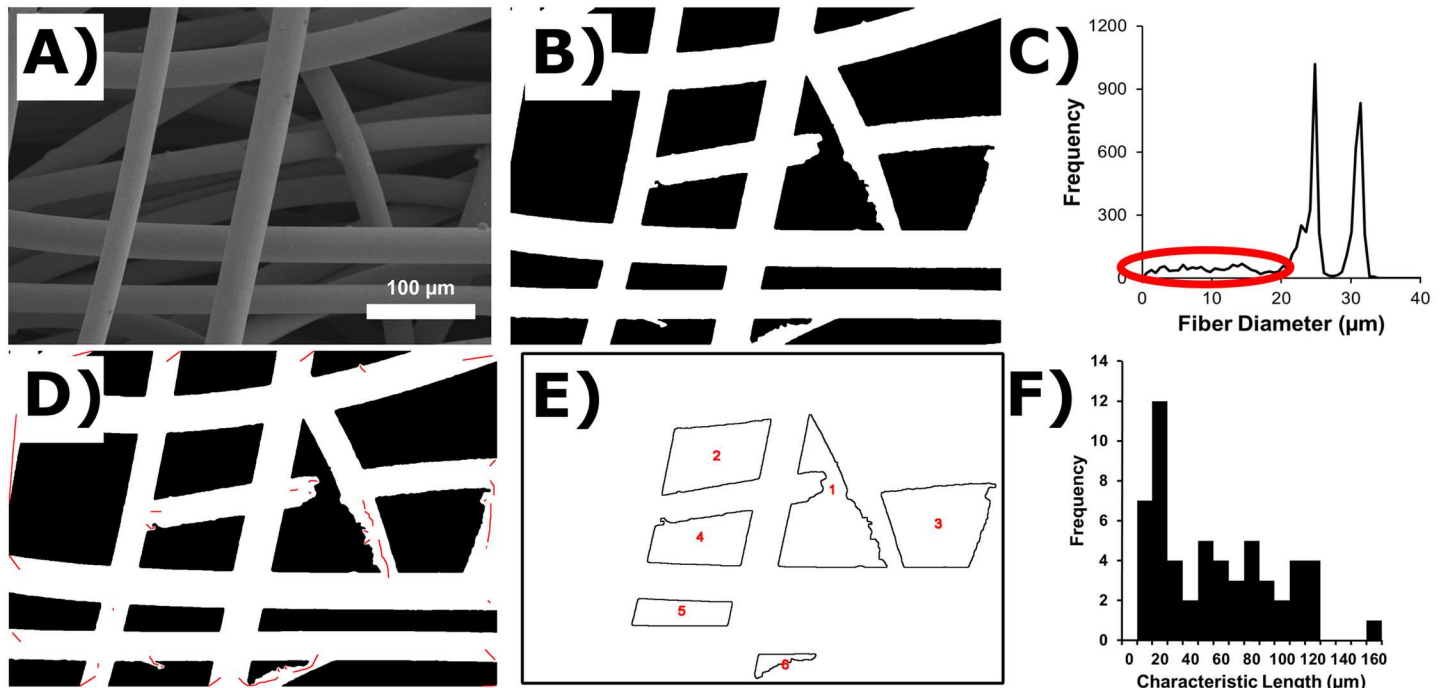 A)
100 µm
B)
C)
1200
900
600
300
0
Frequency
0 10 20 30 40
Fiber Diameter (µm)
D)
E)
1
2
3
4
5
6
F)
14
12
10
8
6
4
2
0
Frequency
0 20 40 60 80 100 120 140 160
Characteristic Length (µm)